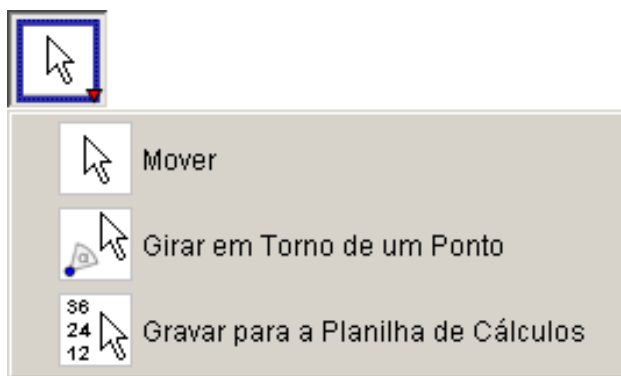 Mover
a
Girar em Torno de um Ponto
36
24
12
Gravar para a Planilha de Cálculos